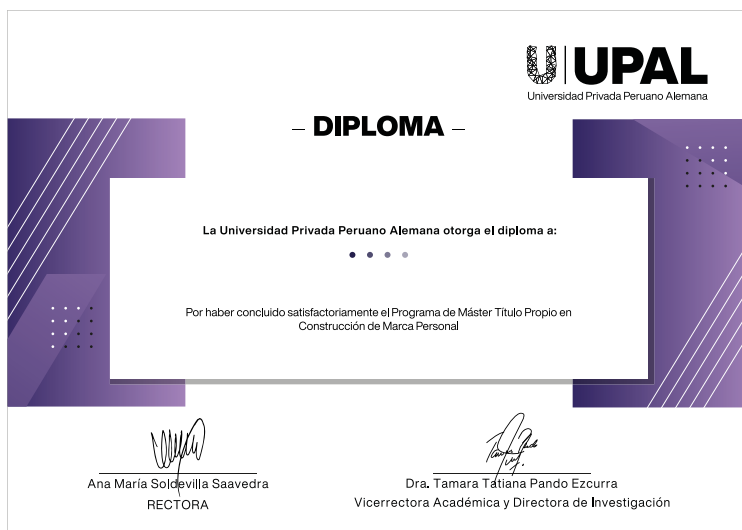 UPAL
Universidad Privada Peruano Alemana
– DIPLOMA –
La Universidad Privada Peruano Alemana otorga el diploma a:
Por haber concluido satisfactoriamente el Programa de Máster Título Propio en
Construcción de Marca Personal
Ana María Soldevilla Saavedra
RECTORA
Dra. Tamara Tatiana Pando Ezcurra
Vicerrectora Académica y Directora de Investigación